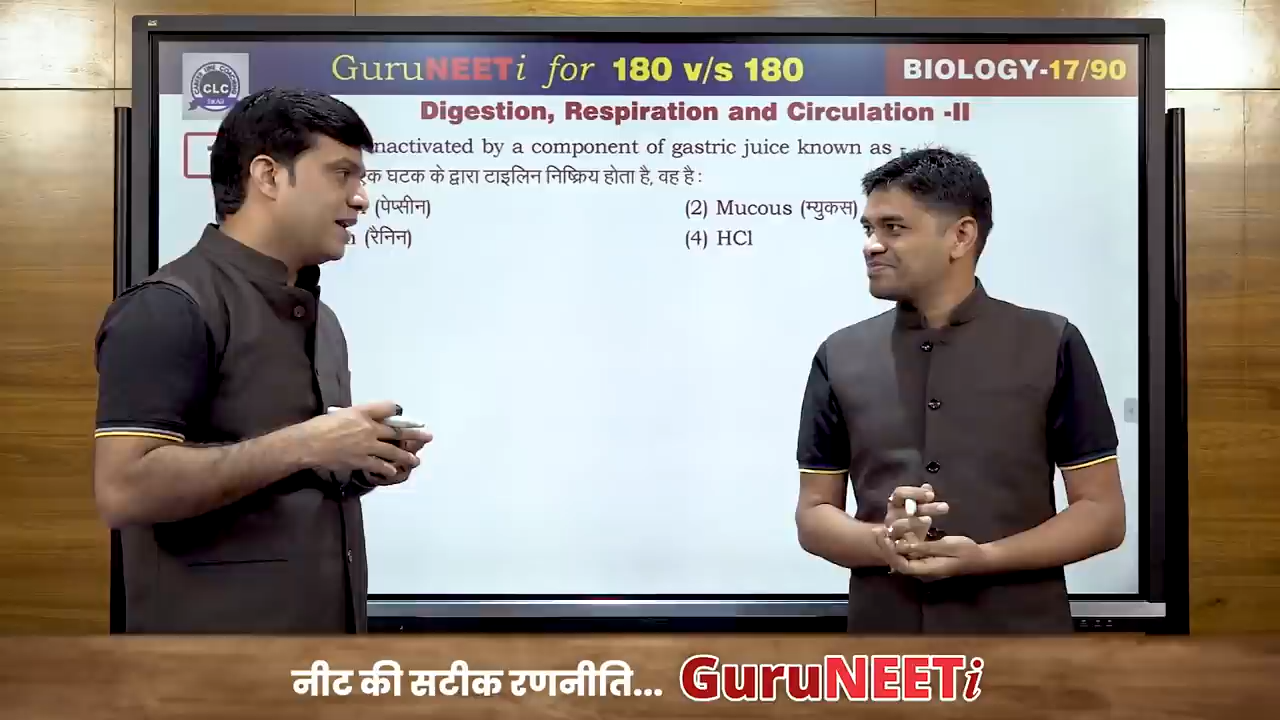 GuruNEETi for 180 v/s 180
BIOLOGY-17/90
CLC
Digestion, Respiration and Circulation -II
inactivated by a component of gastric juice known as -
घटक के द्वारा टाइलिन निष्क्रिय होता है, वह है :
(पेप्सीन)
(2) Mucous (म्युकस)
(रैनिन)
(4) HCl
नीट की सटीक रणनीति... GuruNEETi